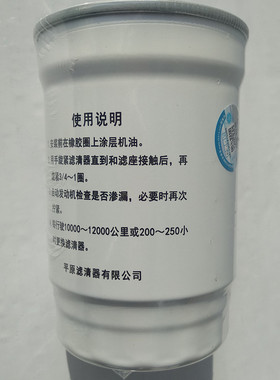 使用说明
装前在橡胶圈上涂层机油。
用手旋紧滤清器直到和滤座接触后，再
旋3/4～1圈。
启动发动机检查是否渗漏，必要时再次
拧紧。
行驶10000～12000公里或200～250小
时更换滤清器。
平原滤清器有限公司